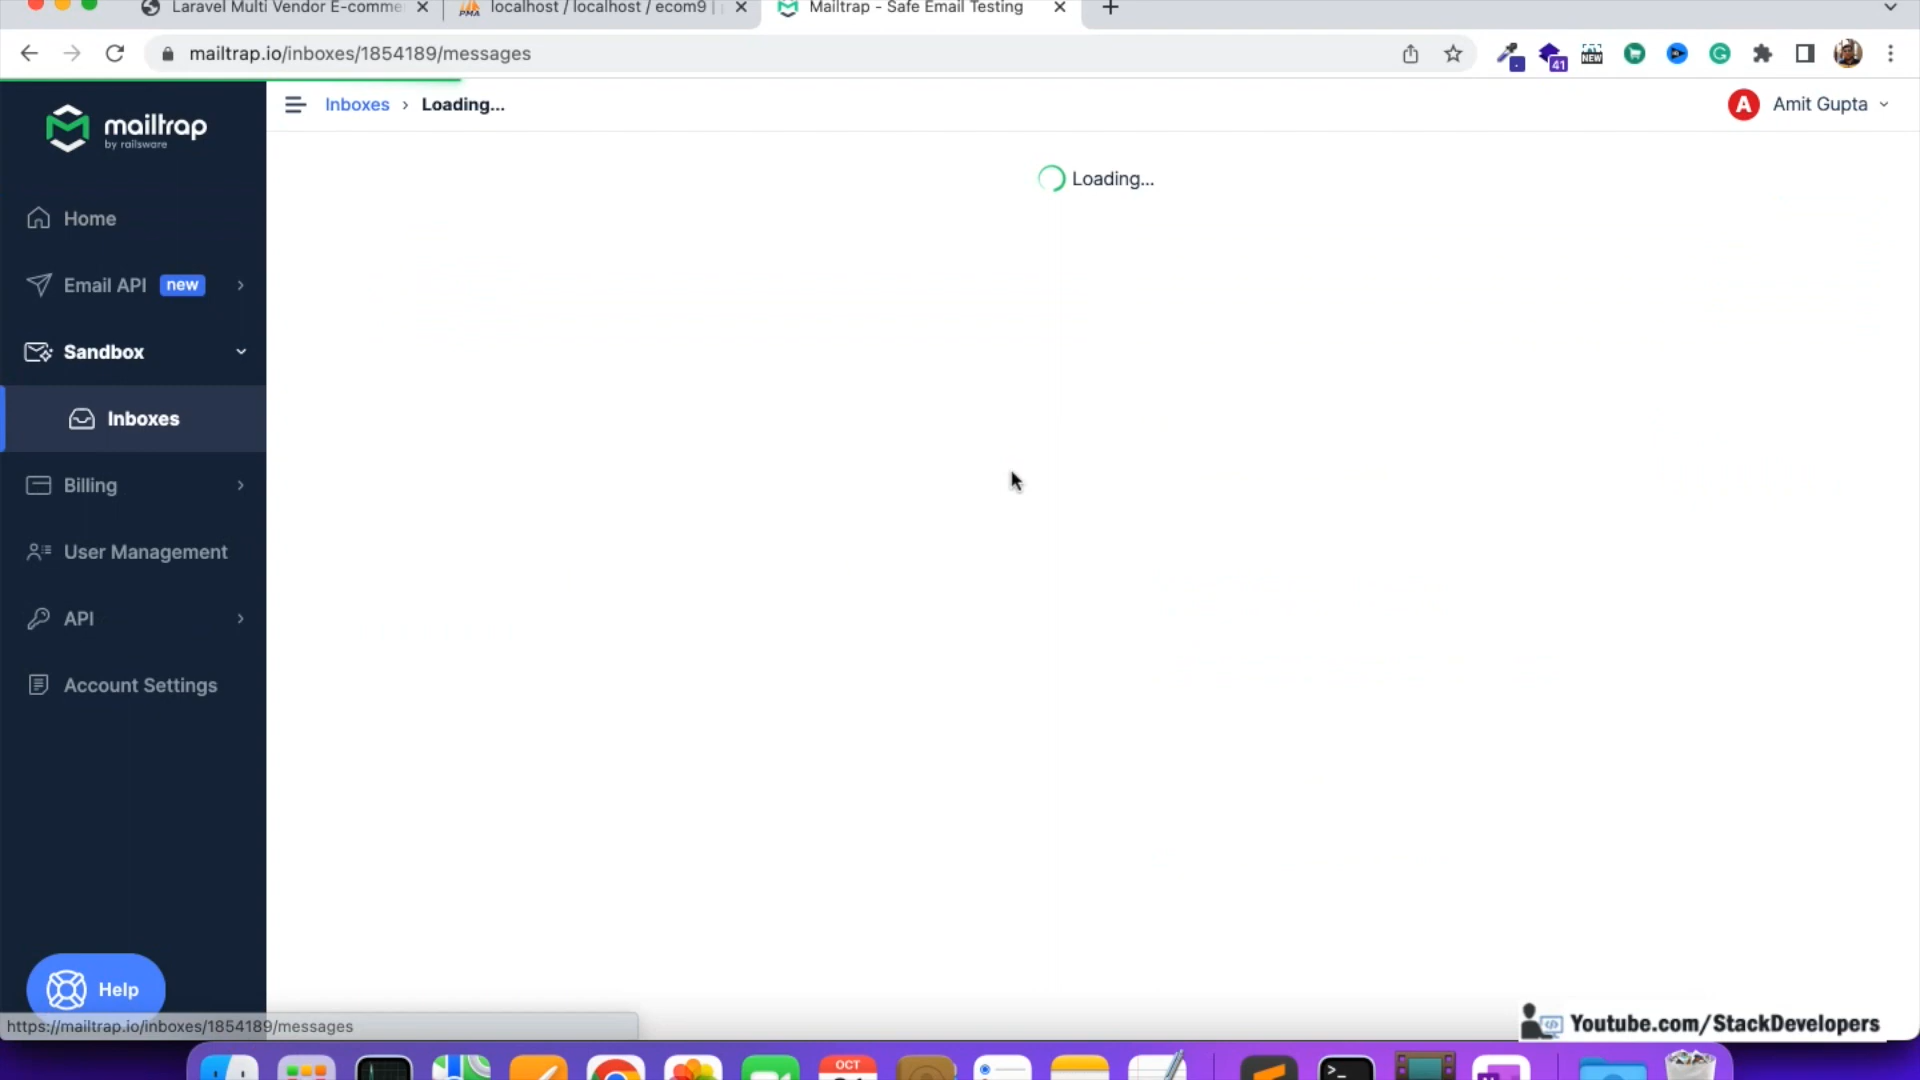 Laravel Multi Vendor E-comme
localhost / localhost / ecom9 |
Mailtrap - Safe Email Testing
mailtrap.io/inboxes/1854189/messages
41
NEW
mailtrap
by railsware
Inboxes › Loading...
A Amit Gupta
Loading...
Home
Email API new
Sandbox
Inboxes
Billing
User Management
API
Account Settings
Help
https://mailtrap.io/inboxes/1854189/messages
Youtube.com/StackDevelopers
OCT